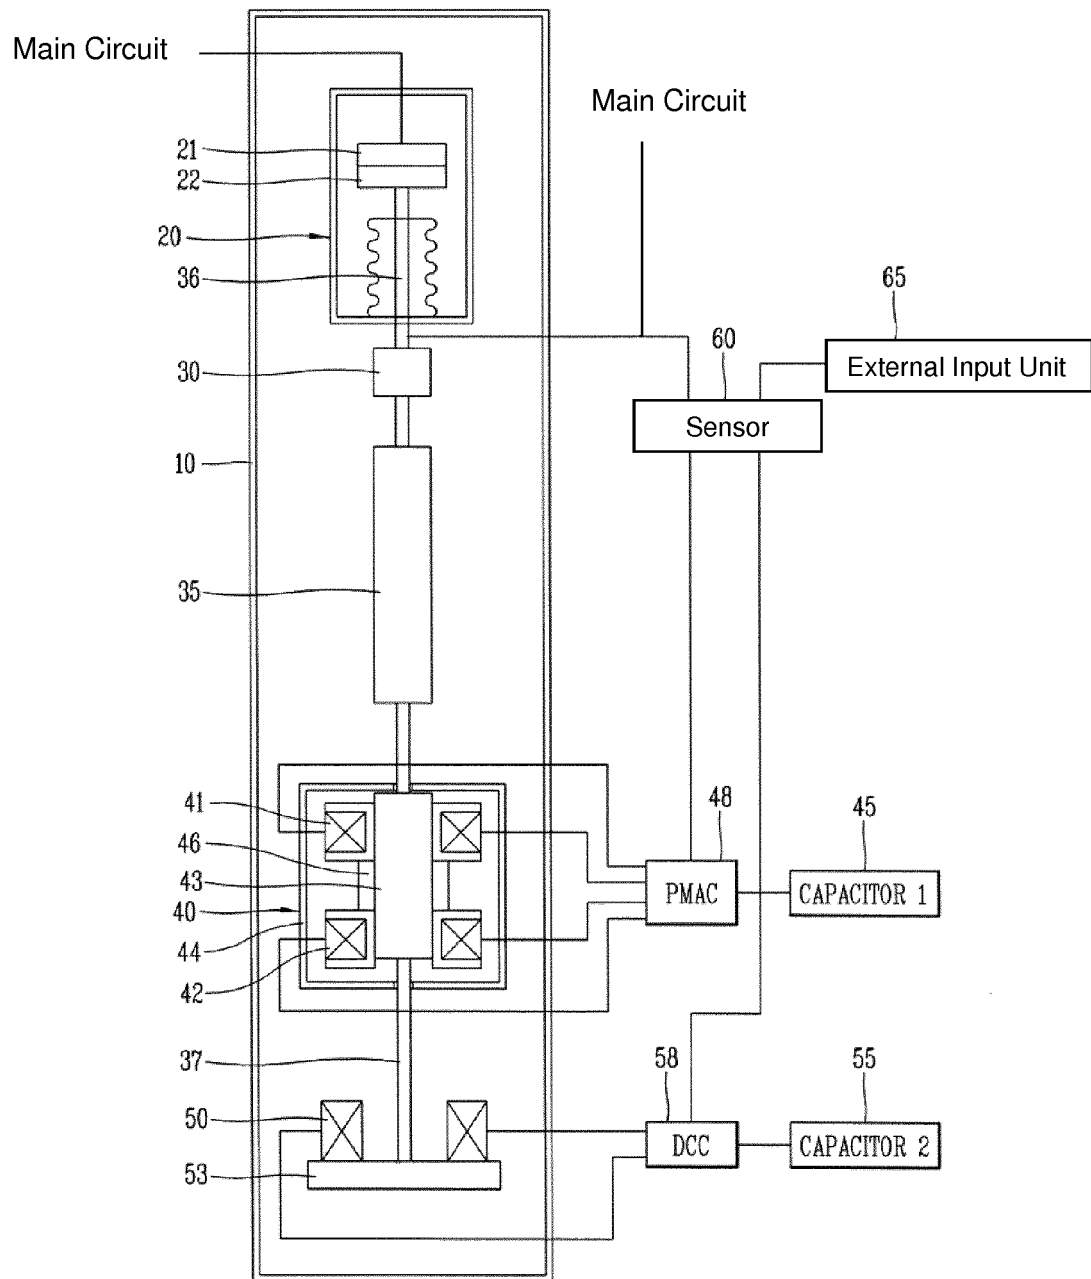 Main Circuit
Main Circuit
21
22
20
36
65
60
External Input Unit
30
Sensor
10
35
41
48
45
46
43
PMAC
CAPACITOR 1
40
44
42
37
58
55
50
DCC
CAPACITOR 2
53